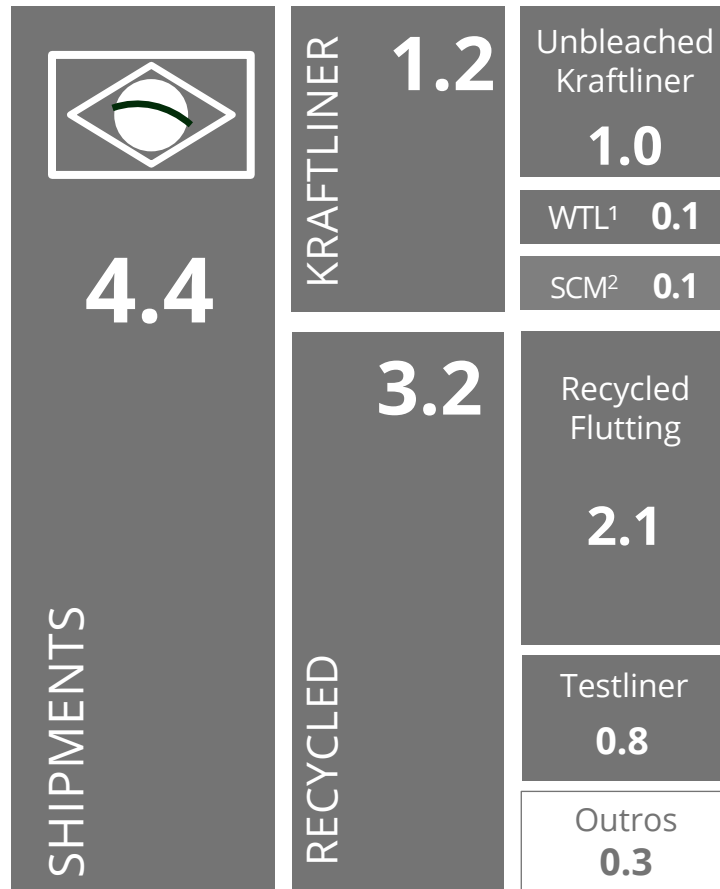 4.4
SHIPMENTS
KRAFTLINER
1.2
Unbleached
Kraftliner
1.0
WTL¹ 0.1
SCM² 0.1
3.2
RECYCLED
Recycled
Flutting
2.1
Testliner
0.8
Outros
0.3